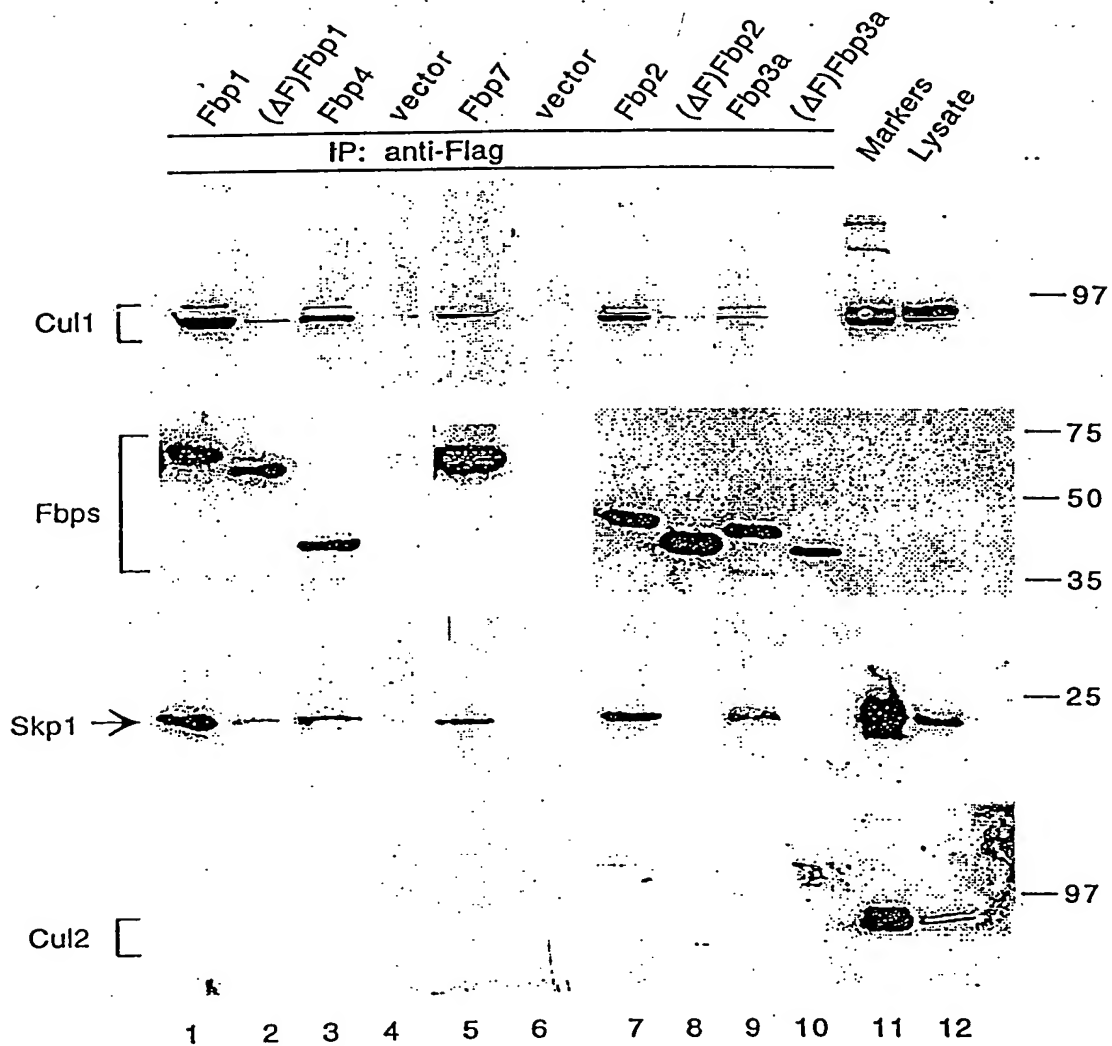 Fbp1 (ΔF)Fbp1 Fbp4 vector Fbp7 vector Fbp2 (ΔF)Fbp2 Fbp3a (ΔF)Fbp3a Markers Lysate
IP: anti-Flag
97
Cul1
75
Fbps
50
35
25
Skp1
97
Cul2
1 2 3 4 5 6 7 8 9 10 11 12